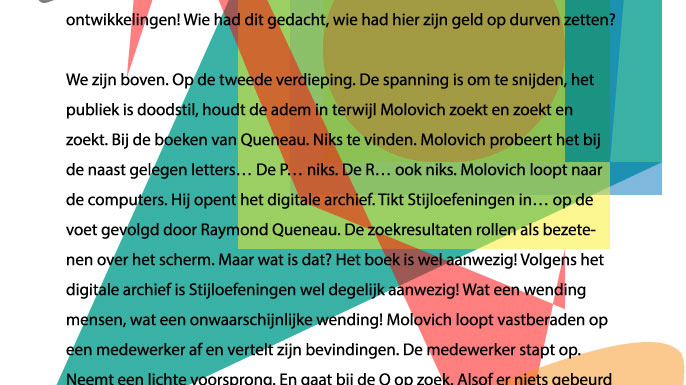 ontwikkelingen! Wie had dit gedacht, wie had hier zijn geld op durven zetten?
We zijn boven. Op de tweede verdieping. De spanning is om te snijden, het
publiek is doodstil, houdt de adem in terwijl Molovich zoekt en zoekt en
zoekt. Bij de boeken van Queneau. Niks te vinden. Molovich probeert het bij
de naast gelegen letters… De P… niks. De R… ook niks. Molovich loopt naar
de computers. Hij opent het digitale archief. Tikt Stijloefeningen in… op de
voet gevolgd door Raymond Queneau. De zoekresultaten rollen als bezete-
nen over het scherm. Maar wat is dat? Het boek is wel aanwezig! Volgens het
digitale archief is Stijloefeningen wel degelijk aanwezig! Wat een wending
mensen, wat een onwaarschijnlijke wending! Molovich loopt vastberaden op
een medewerker af en vertelt zijn bevindingen. De medewerker stapt op.
Neemt een lichte voorsprong. En gaat bij de Q op zoek. Alsof er niets gebeurd